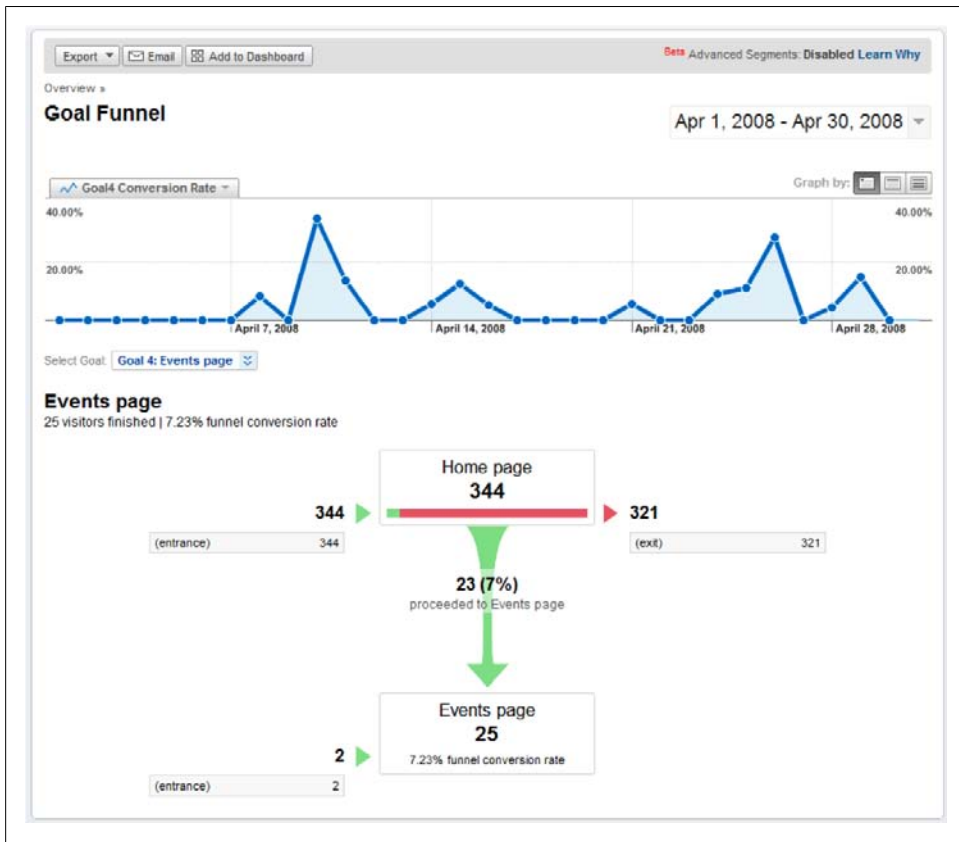 Export Email Add to Dashboard Beta Advanced Segments: Disabled Learn Why
Overview »
Goal Funnel
Apr 1, 2008 - Apr 30, 2008
Goal4 Conversion Rate Graph by:
40.00% 40.00%
20.00% 20.00%
April 7, 2008 April 14, 2008 April 21, 2008 April 28, 2008
Select Goal: Goal 4: Events page
Events page
25 visitors finished | 7.23% funnel conversion rate
Home page
344
344 321
(entrance) 344 (exit) 321
23 (7%)
proceeded to Events page
Events page
25
2 7.23% funnel conversion rate
(entrance) 2